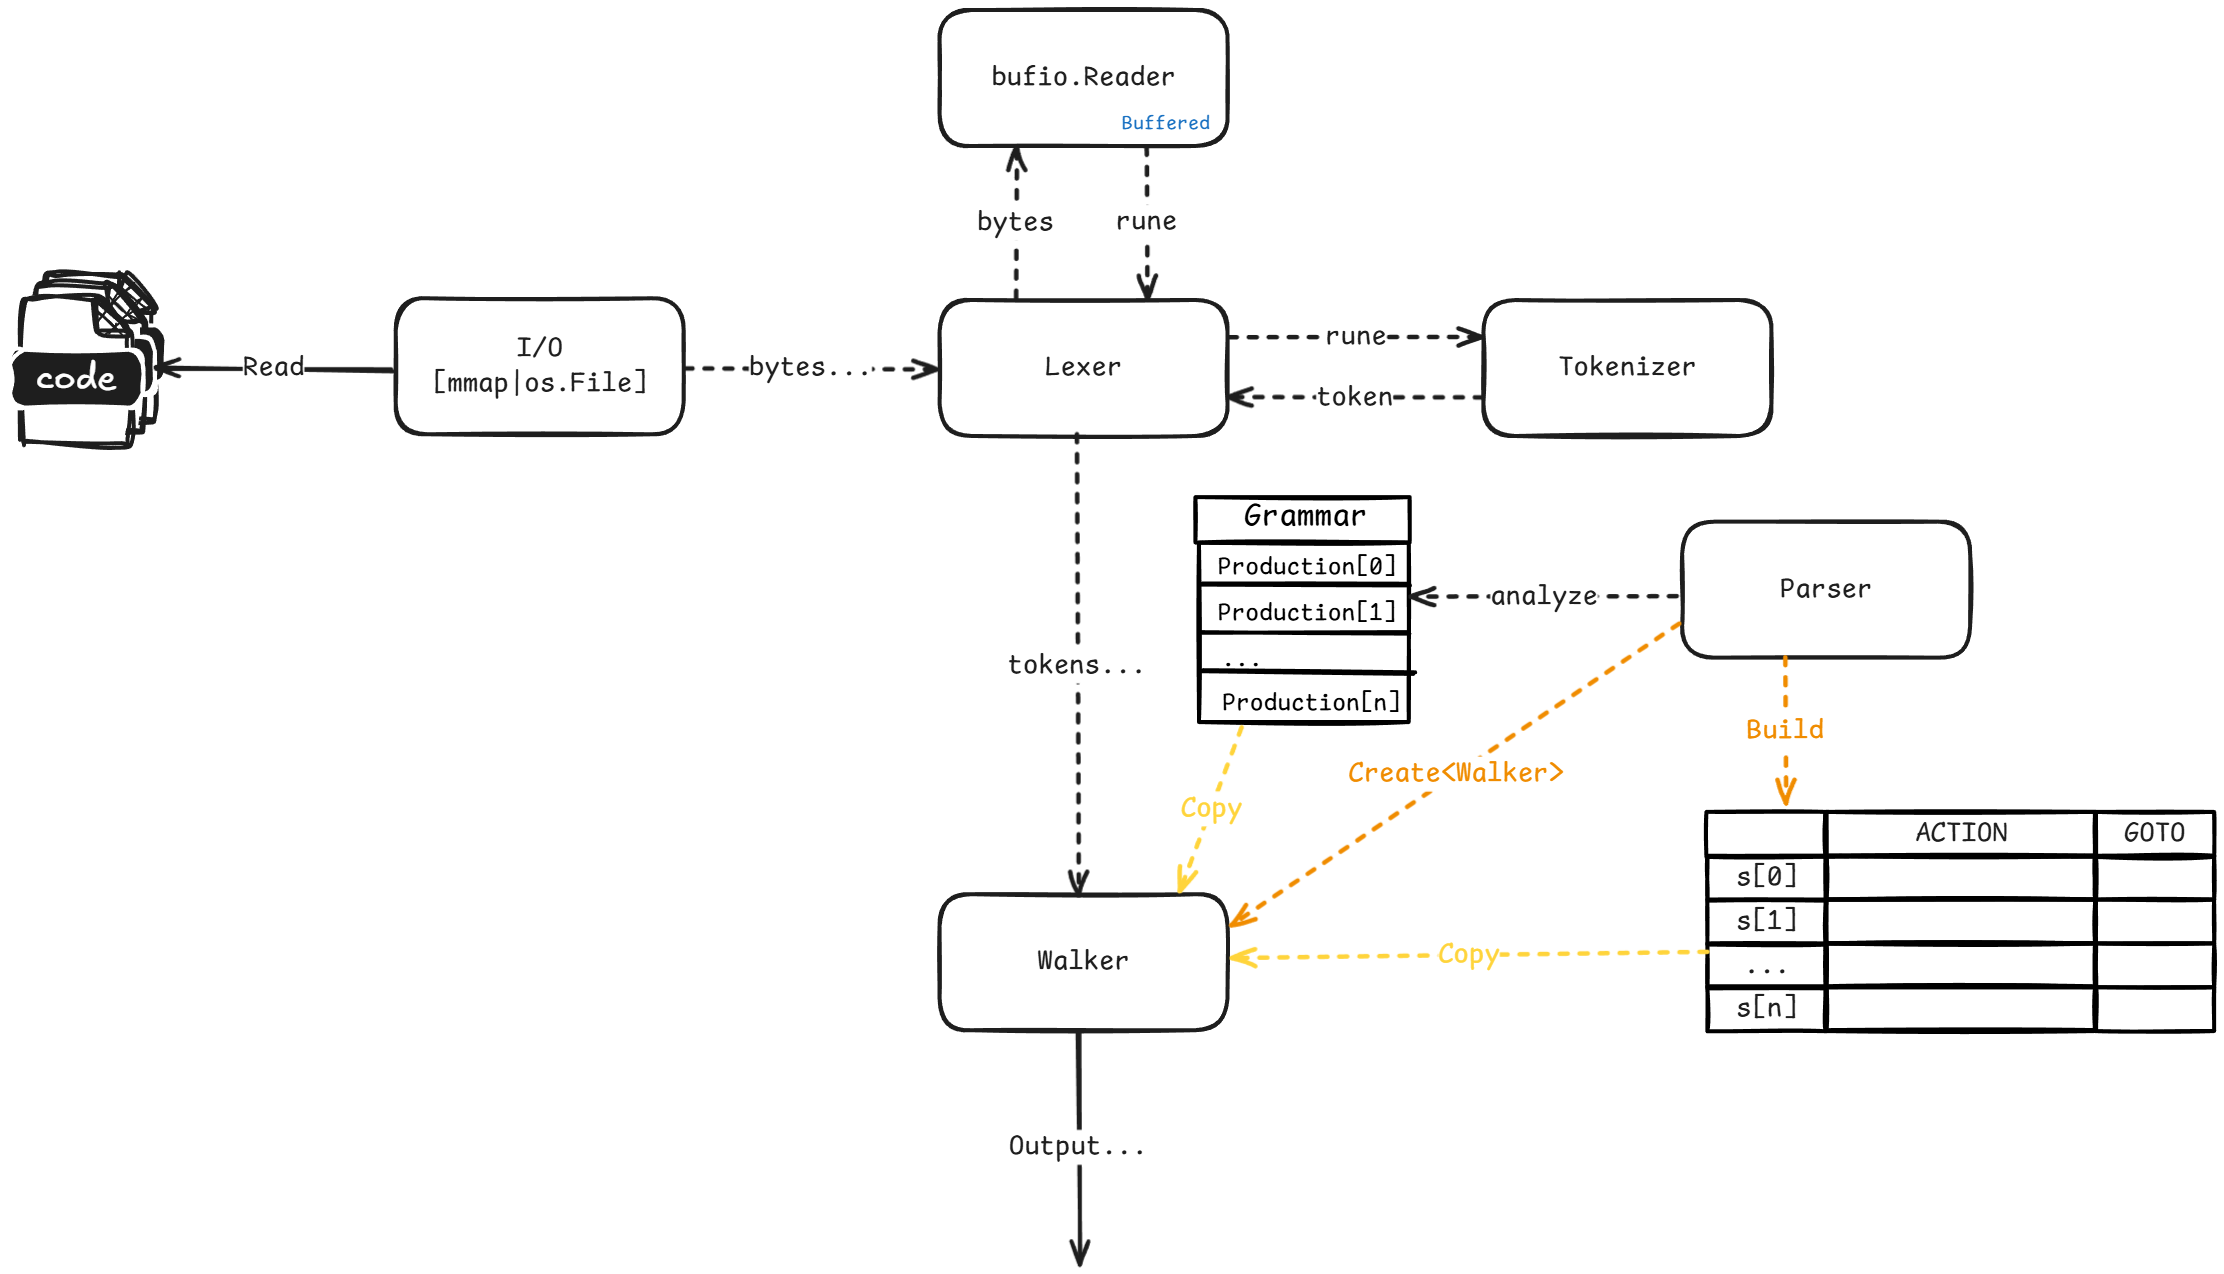 bufio.Reader
Buffered
bytes
rune
code
Read
I/O
[mmap|os.File]
bytes...
Lexer
rune
token
Tokenizer
Grammar
Production[0]
Production[1]
...
Production[n]
analyze
Parser
tokens...
Build
Create<Walker>
Copy
ACTION
GOTO
s[0]
s[1]
...
s[n]
Copy
Walker
Output...